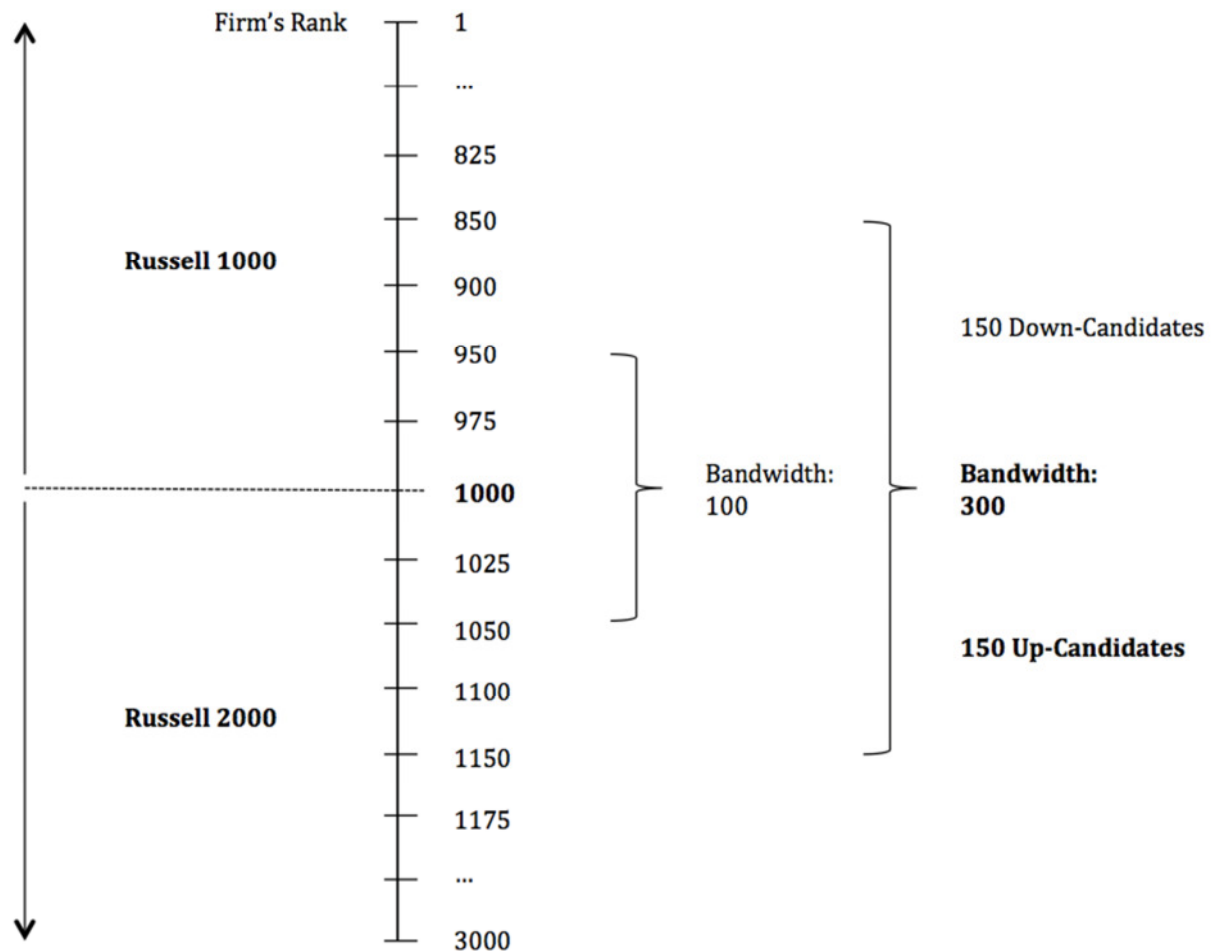 Firm's Rank
1
...
825
850
Russell 1000
900
150 Down-Candidates
950
975
Bandwidth:
100
Bandwidth:
300
1000
1025
1050
150 Up-Candidates
1100
Russell 2000
1150
1175
...
3000